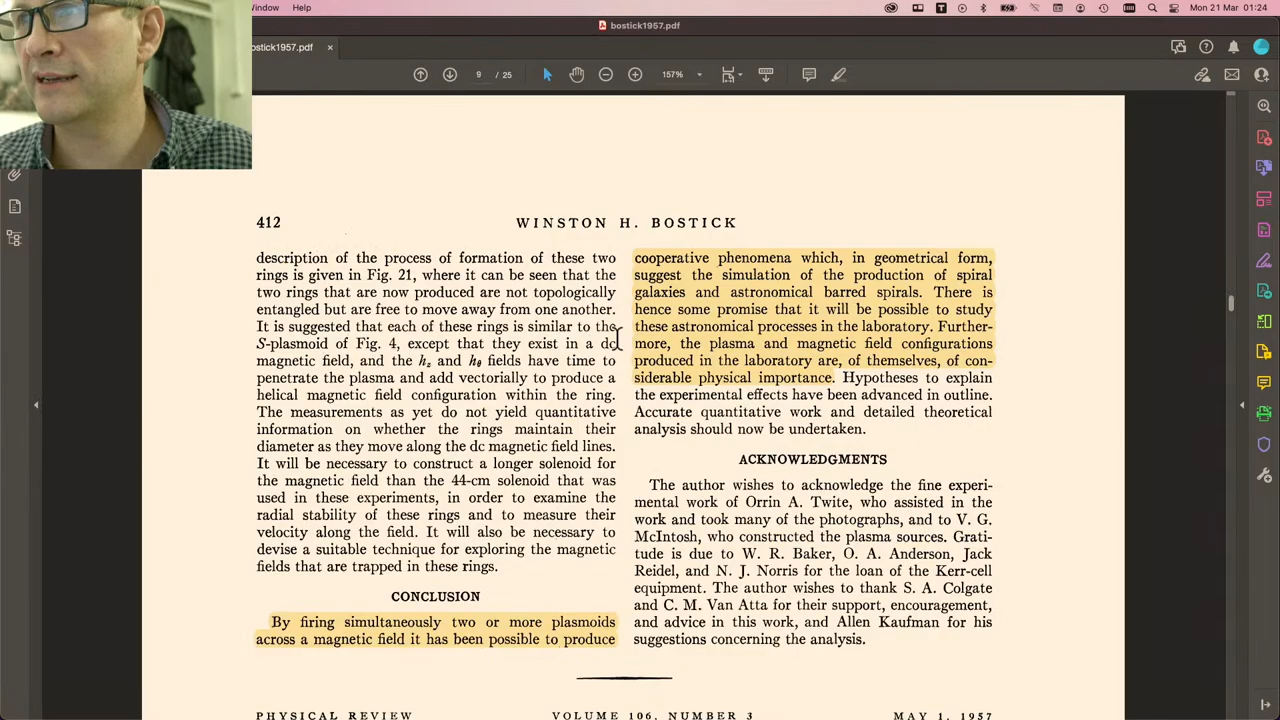 Window Help
Mon 21 Mar 01:24
bostick1957.pdf
ostick1957.pdf
9 / 25
157%
412
WINSTON H. BOSTICK
description of the process of formation of these two
rings is given in Fig. 21, where it can be seen that the
two rings that are now produced are not topologically
entangled but are free to move away from one another.
It is suggested that each of these rings is similar to the
S-plasmoid of Fig. 4, except that they exist in a dc
magnetic field, and the hz and hθ fields have time to
penetrate the plasma and add vectorially to produce a
helical magnetic field configuration within the ring.
The measurements as yet do not yield quantitative
information on whether the rings maintain their
diameter as they move along the dc magnetic field lines.
It will be necessary to construct a longer solenoid for
the magnetic field than the 44-cm solenoid that was
used in these experiments, in order to examine the
radial stability of these rings and to measure their
velocity along the field. It will also be necessary to
devise a suitable technique for exploring the magnetic
fields that are trapped in these rings.
CONCLUSION
By firing simultaneously two or more plasmoids
across a magnetic field it has been possible to produce
cooperative phenomena which, in geometrical form,
suggest the simulation of the production of spiral
galaxies and astronomical barred spirals. There is
hence some promise that it will be possible to study
these astronomical processes in the laboratory. Further-
more, the plasma and magnetic field configurations
produced in the laboratory are, of themselves, of con-
siderable physical importance. Hypotheses to explain
the experimental effects have been advanced in outline.
Accurate quantitative work and detailed theoretical
analysis should now be undertaken.
ACKNOWLEDGMENTS
The author wishes to acknowledge the fine experi-
mental work of Orrin A. Twite, who assisted in the
work and took many of the photographs, and to V. G.
McIntosh, who constructed the plasma sources. Grati-
tude is due to W. R. Baker, O. A. Anderson, Jack
Reidel, and N. J. Norris for the loan of the Kerr-cell
equipment. The author wishes to thank S. A. Colgate
and C. M. Van Atta for their support, encouragement,
and advice in this work, and Allen Kaufman for his
suggestions concerning the analysis.
PHYSICAL REVIEW
VOLUME 106, NUMBER 3
MAY 1, 1957